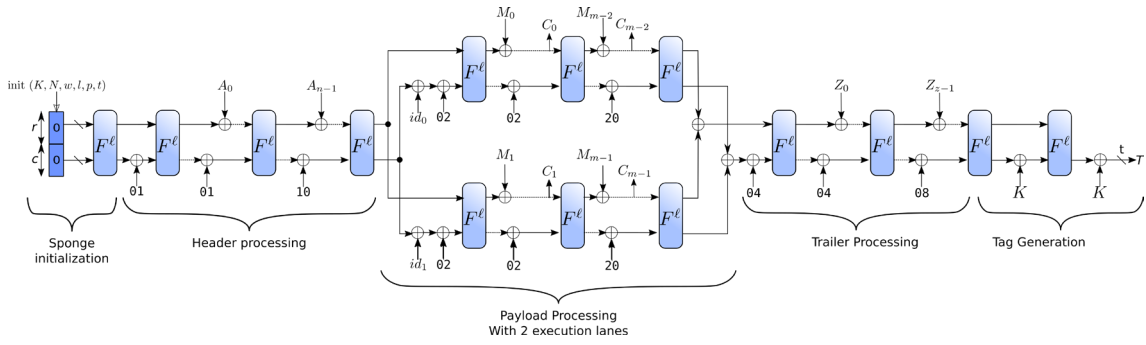 M_0 C_0 M_{m-2} C_{m-2}
F^ℓ F^ℓ F^ℓ
id_0 02 02 20
init (K, N, w, l, p, t)
A_0 A_{n-1}
Z_0 Z_{z-1}
r 0
c 0
F^ℓ F^ℓ F^ℓ F^ℓ
F^ℓ F^ℓ F^ℓ F^ℓ
t
T
01 01 10
04 04 08 K K
M_1 C_1 M_{m-1} C_{m-1}
F^ℓ F^ℓ F^ℓ
id_1 02 02 20
Sponge
initialization
Header processing
Trailer Processing
Tag Generation
Payload Processing
With 2 execution lanes